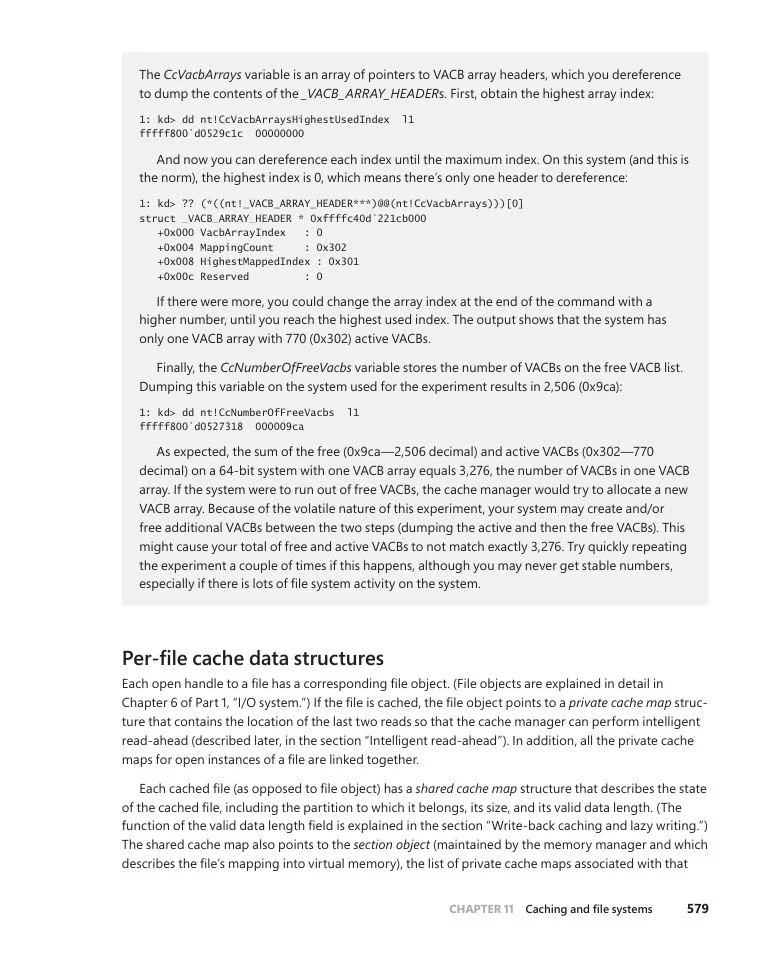 The CcVacbArrays variable is an array of pointers to VACB array headers, which you dereference
to dump the contents of the _VACB_ARRAY_HEADERs. First, obtain the highest array index:
1: kd> dd nt!CcVacbArraysHighestUsedIndex  l1
fffff800`d0529c1c  00000000
And now you can dereference each index until the maximum index. On this system (and this is
the norm), the highest index is 0, which means there's only one header to dereference:
1: kd> ?? (*((nt!_VACB_ARRAY_HEADER***)@@(nt!CcVacbArrays)))[0]
struct _VACB_ARRAY_HEADER * 0xffffc40d`221cb000
   +0x000 VacbArrayIndex   : 0
   +0x004 MappingCount     : 0x302
   +0x008 HighestMappedIndex : 0x301
   +0x00c Reserved         : 0
If there were more, you could change the array index at the end of the command with a
higher number, until you reach the highest used index. The output shows that the system has
only one VACB array with 770 (0x302) active VACBs.
Finally, the CcNumberOfFreeVacbs variable stores the number of VACBs on the free VACB list.
Dumping this variable on the system used for the experiment results in 2,506 (0x9ca):
1: kd> dd nt!CcNumberOfFreeVacbs  l1
fffff800`d0527318  000009ca
As expected, the sum of the free (0x9ca—2,506 decimal) and active VACBs (0x302—770
decimal) on a 64-bit system with one VACB array equals 3,276, the number of VACBs in one VACB
array. If the system were to run out of free VACBs, the cache manager would try to allocate a new
VACB array. Because of the volatile nature of this experiment, your system may create and/or
free additional VACBs between the two steps (dumping the active and then the free VACBs). This
might cause your total of free and active VACBs to not match exactly 3,276. Try quickly repeating
the experiment a couple of times if this happens, although you may never get stable numbers,
especially if there is lots of file system activity on the system.
Per-file cache data structures
Each open handle to a file has a corresponding file object. (File objects are explained in detail in
Chapter 6 of Part 1, “I/O system.”) If the file is cached, the file object points to a private cache map struc-
ture that contains the location of the last two reads so that the cache manager can perform intelligent
read-ahead (described later, in the section “Intelligent read-ahead”). In addition, all the private cache
maps for open instances of a file are linked together.
Each cached file (as opposed to file object) has a shared cache map structure that describes the state
of the cached file, including the partition to which it belongs, its size, and its valid data length. (The
function of the valid data length field is explained in the section “Write-back caching and lazy writing.”)
The shared cache map also points to the section object (maintained by the memory manager and which
describes the file's mapping into virtual memory), the list of private cache maps associated with that
CHAPTER 11   Caching and file systems   579